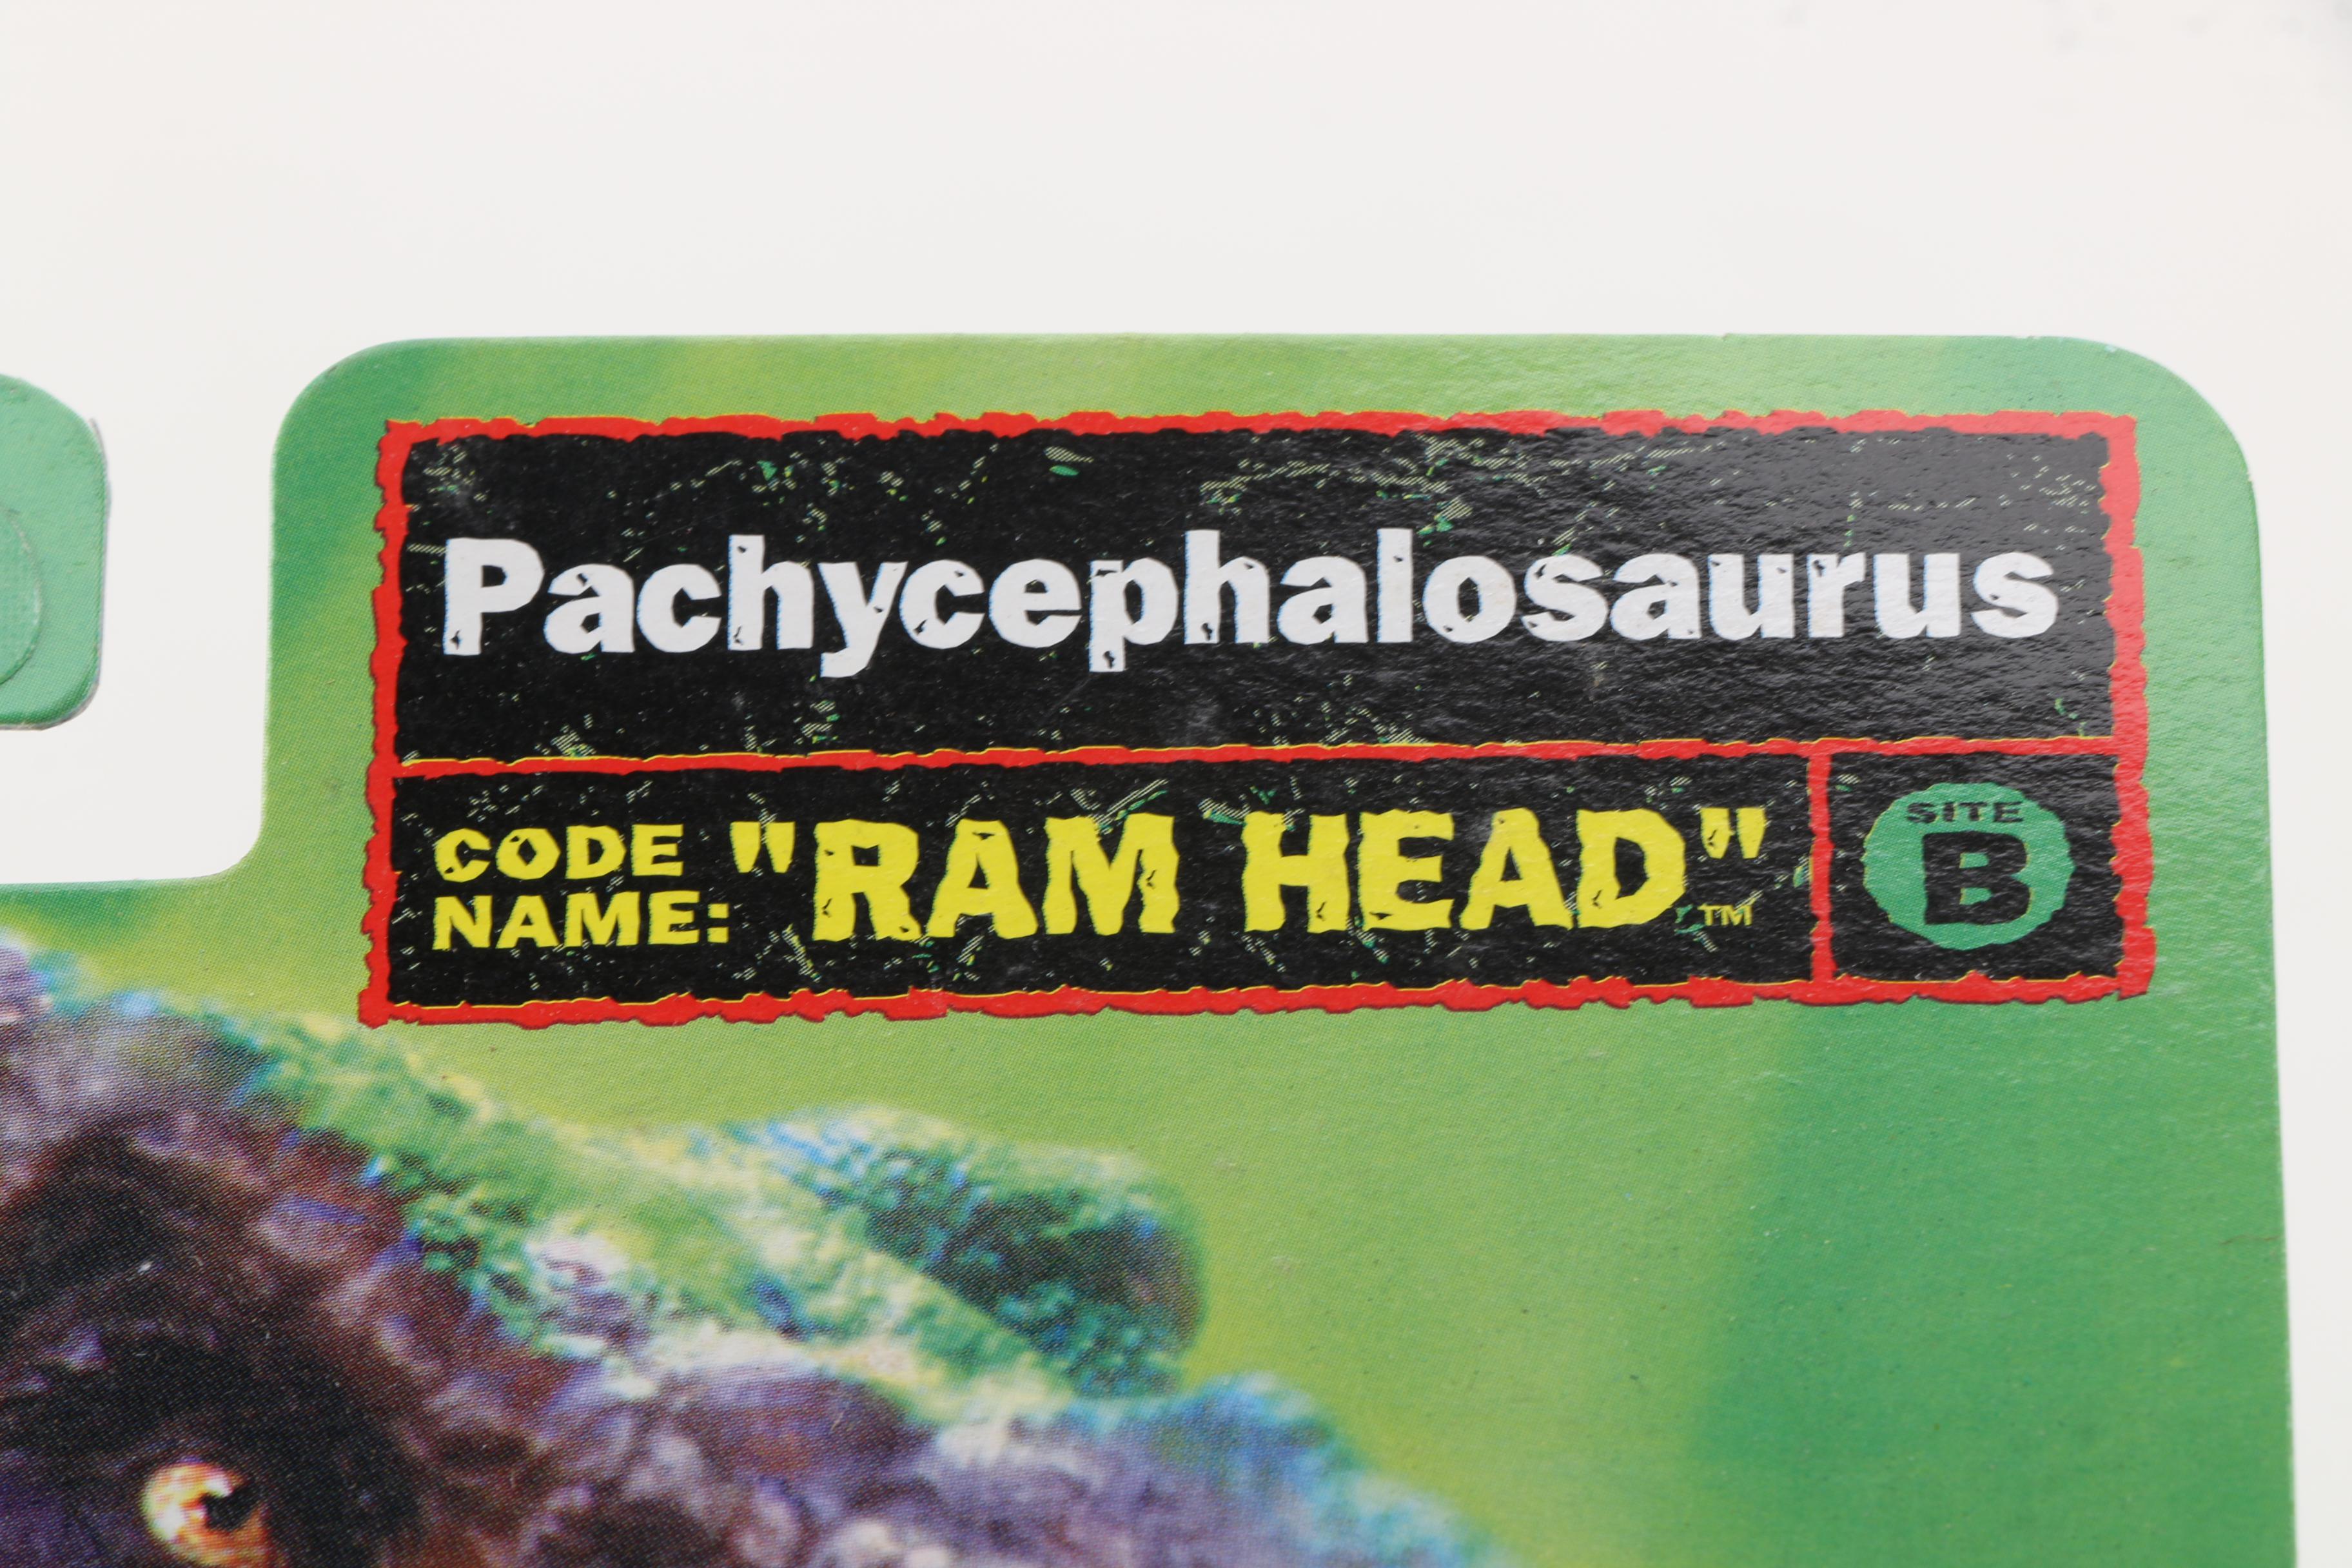 Pachycephalosaurus
CODE NAME: "RAM HEAD"™
SITE
B